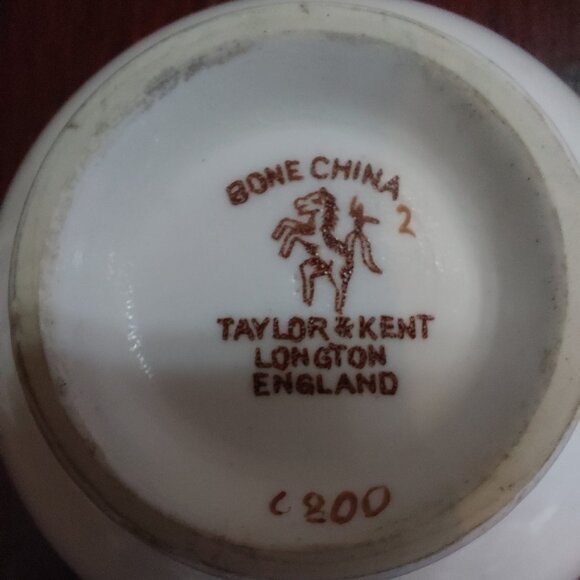 BONE CHINA
2
TAYLOR & KENT
LONGTON
ENGLAND
C200